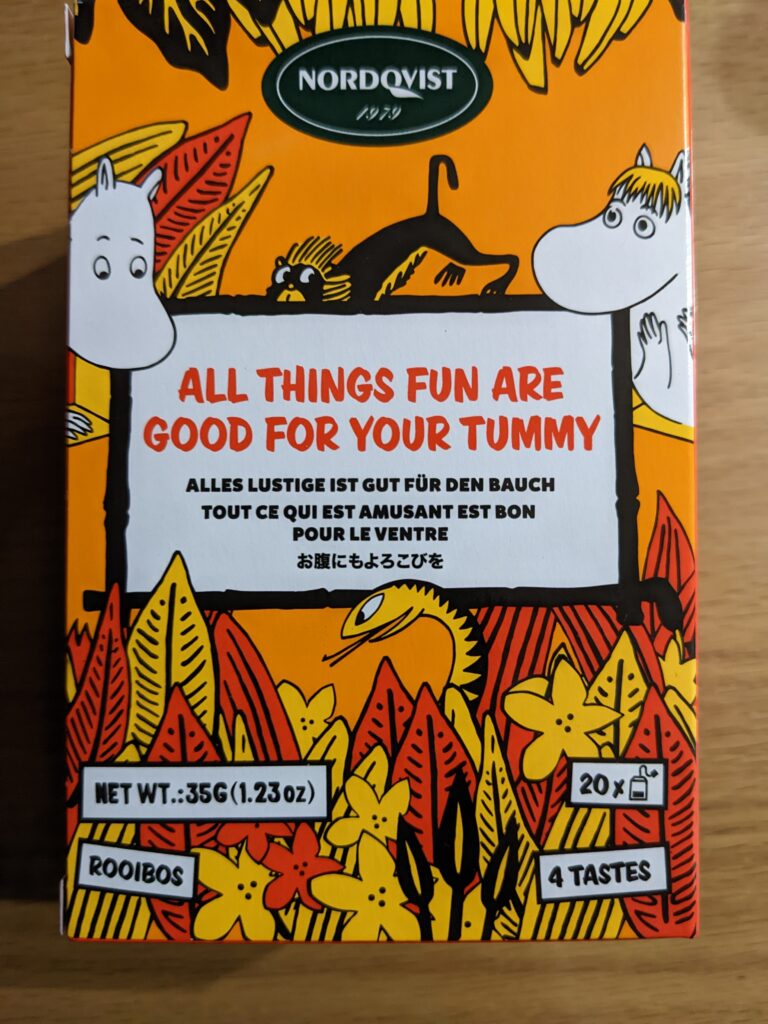 NORDQVIST
1979
ALL THINGS FUN ARE
GOOD FOR YOUR TUMMY
ALLES LUSTIGE IST GUT FÜR DEN BAUCH
TOUT CE QUI EST AMUSANT EST BON
POUR LE VENTRE
お腹にもよろこびを
NET WT.:35G(1.23oz)
20x
ROOIBOS
4 TASTES